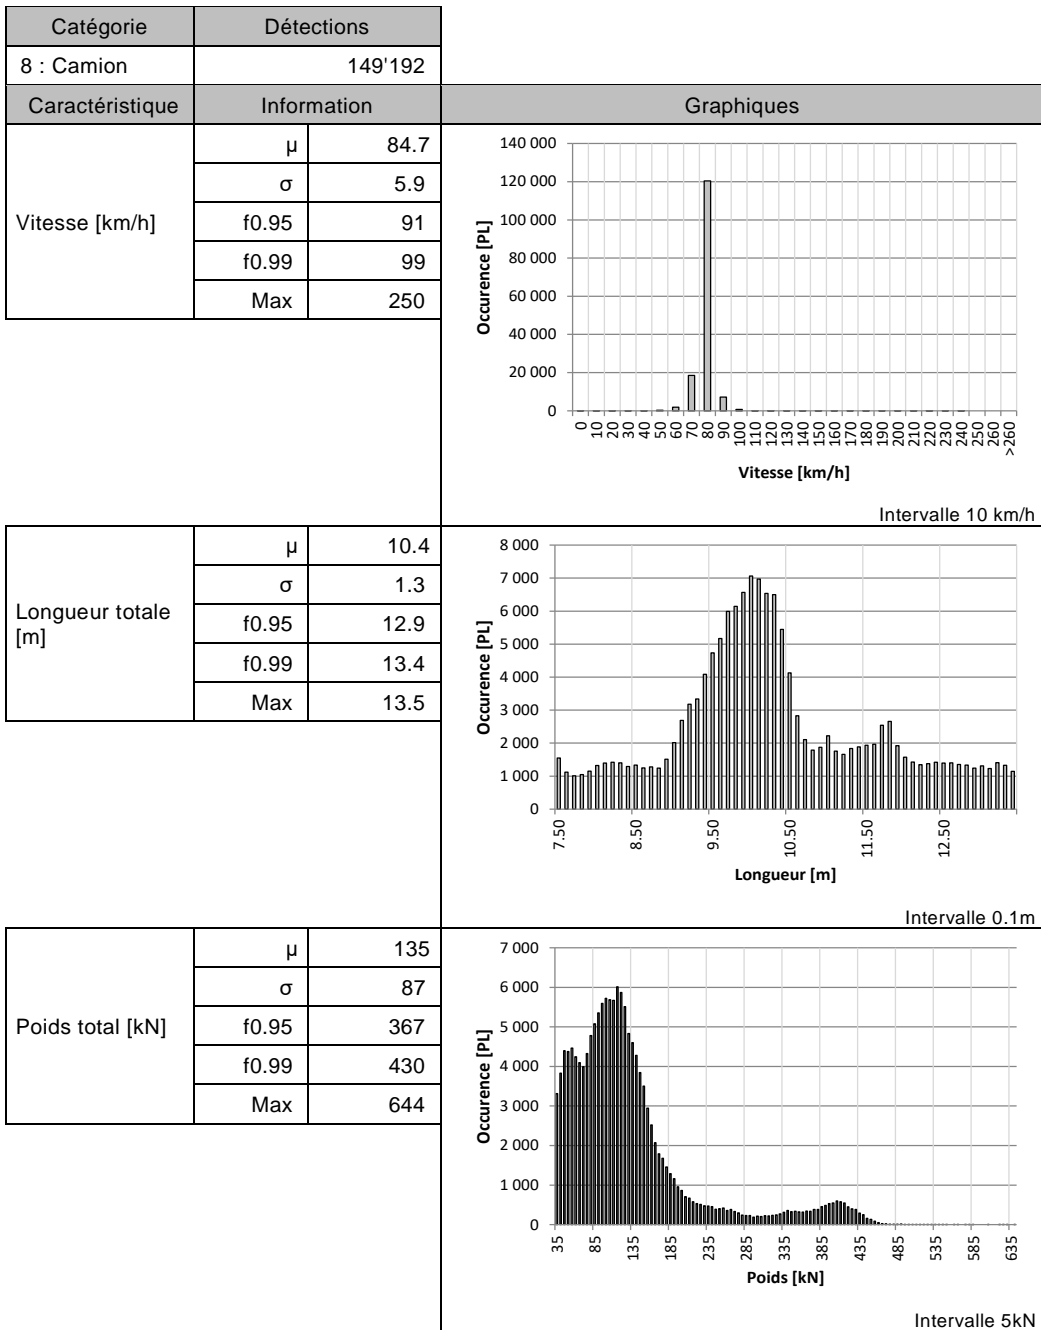 Catégorie Détections
8 : Camion 149'192
Caractéristique Information Graphiques
Vitesse [km/h]
µ 84.7
σ 5.9
f0.95 91
f0.99 99
Max 250
Occurence [PL]
140 000
120 000
100 000
80 000
60 000
40 000
20 000
0
0 10 20 30 40 50 60 70 80 90 100 110 120 130 140 150 160 170 180 190 200 210 220 230 240 250 260 >260
Vitesse [km/h]
Intervalle 10 km/h
Longueur totale
[m]
µ 10.4
σ 1.3
f0.95 12.9
f0.99 13.4
Max 13.5
Occurence [PL]
8 000
7 000
6 000
5 000
4 000
3 000
2 000
1 000
0
7.50 8.50 9.50 10.50 11.50 12.50
Longueur [m]
Intervalle 0.1m
Poids total [kN]
µ 135
σ 87
f0.95 367
f0.99 430
Max 644
Occurence [PL]
7 000
6 000
5 000
4 000
3 000
2 000
1 000
0
35 85 135 185 235 285 335 385 435 485 535 585 635
Poids [kN]
Intervalle 5kN